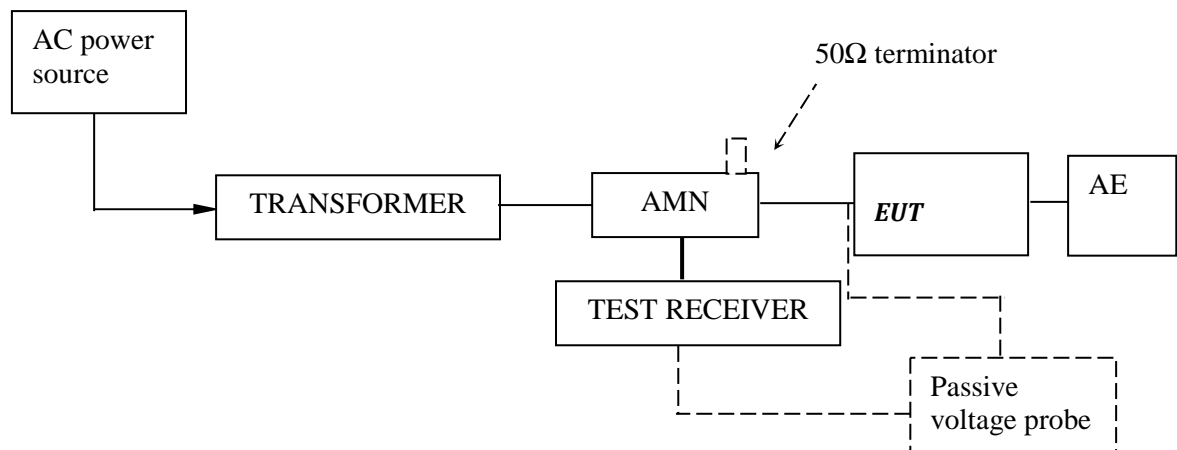 AC power
source
50Ω terminator
TRANSFORMER
AMN
EUT
AE
TEST RECEIVER
Passive
voltage probe